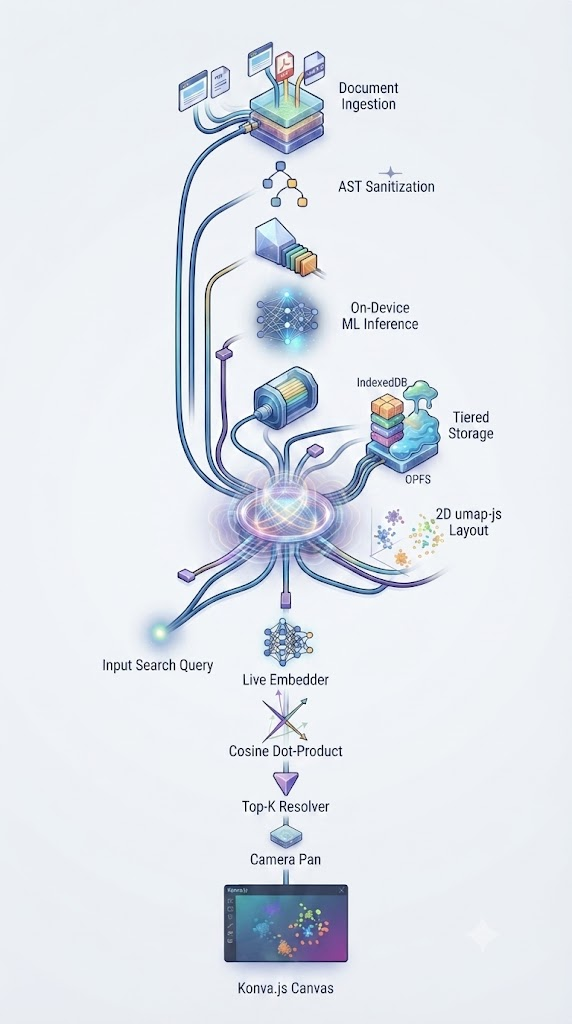 Document
Ingestion
AST Sanitization
On-Device
ML Inference
IndexedDB
Tiered
Storage
OPFS
2D umap-js
Layout
Input Search Query
Live Embedder
Cosine Dot-Product
Top-K Resolver
Camera Pan
Konva.js Canvas